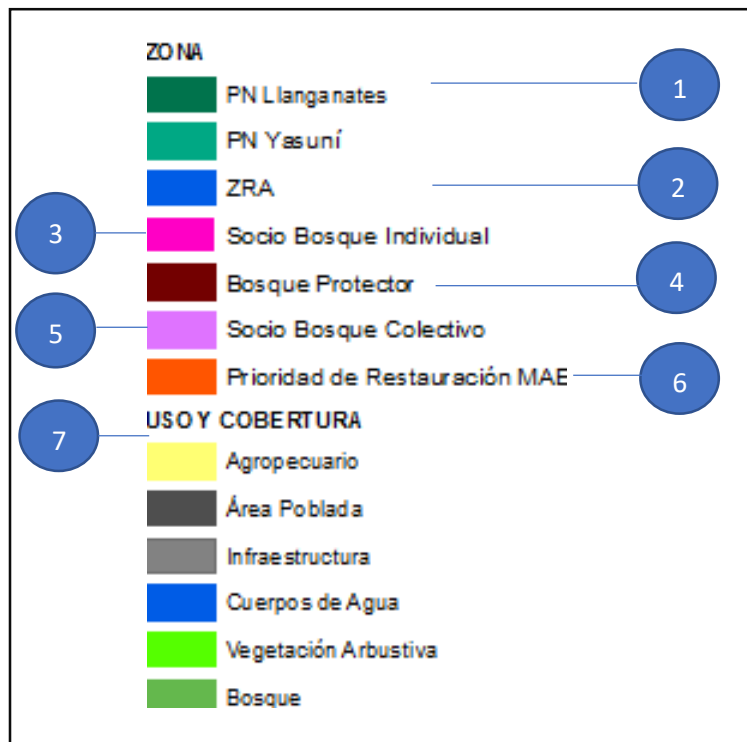 ZONA
PN Llanganates
1
PN Yasuní
ZRA
2
3
Socio Bosque Individual
Bosque Protector
4
5
Socio Bosque Colectivo
Prioridad de Restauración MAE
6
7
USO Y COBERTURA
Agropecuario
Área Poblada
Infraestructura
Cuerpos de Agua
Vegetación Arbustiva
Bosque